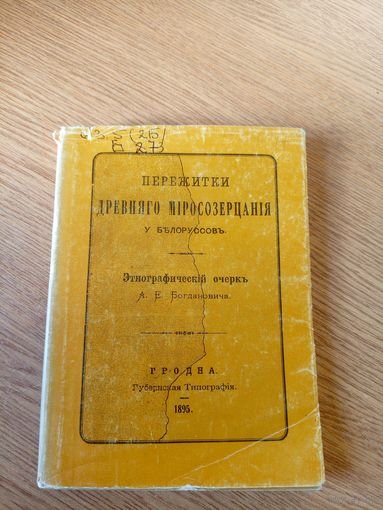 ПЕРЕЖИТКИ
ДРЕВНЯГО МІРОСОЗЕРЦАНІЯ
У БѢЛОРУССОВЪ.
Этнографическій очеркъ
А. Е. Богдановича.
ГРОДНА.
Губернская Типографія.
1895.